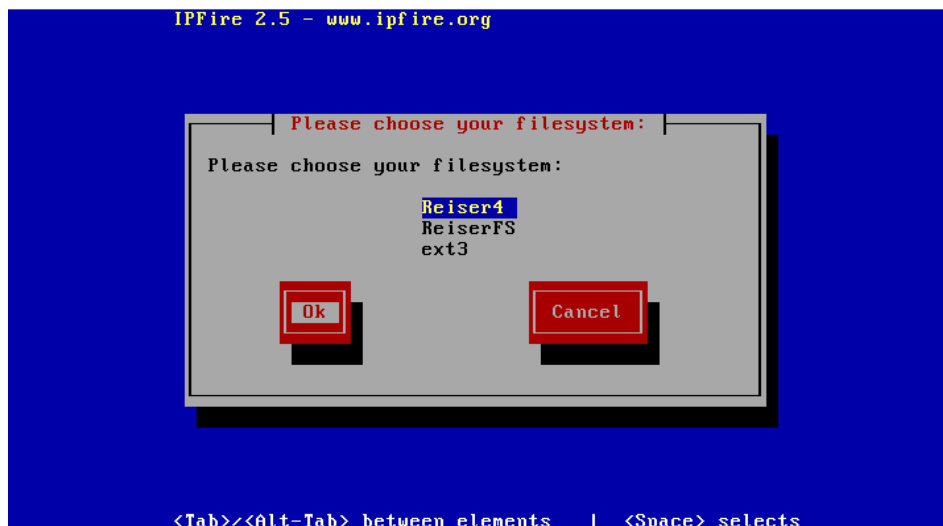 IPFire 2.5 - www.ipfire.org
Please choose your filesystem:
Please choose your filesystem:
Reiser4
ReiserFS
ext3
Ok Cancel
<Tab>/<Alt-Tab> between elements | <Space> selects